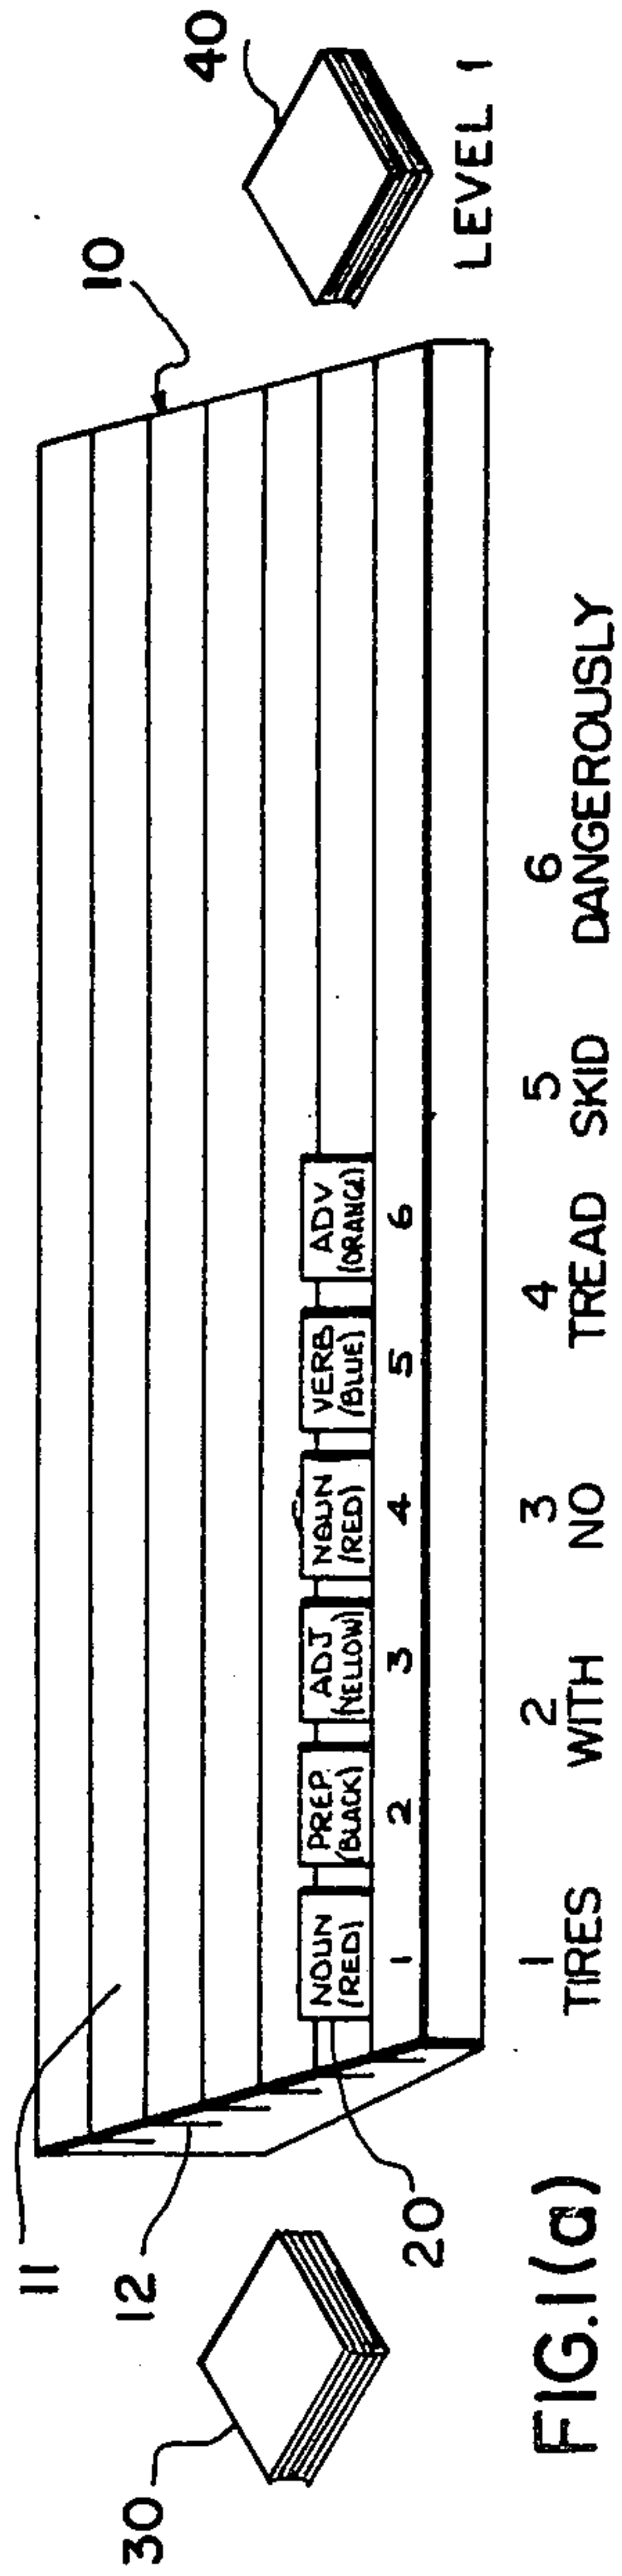 40
10
LEVEL 1
11
12
30
20
NOUN PREP. ADJ NOUN VERB ADV
(RED) (BLACK) (YELLOW) (RED) (BLUE) (ORANGE)
1 2 3 4 5 6
1 2 3 4 5 6
TIRES WITH NO TREAD SKID DANGEROUSLY
FIG.1(a)